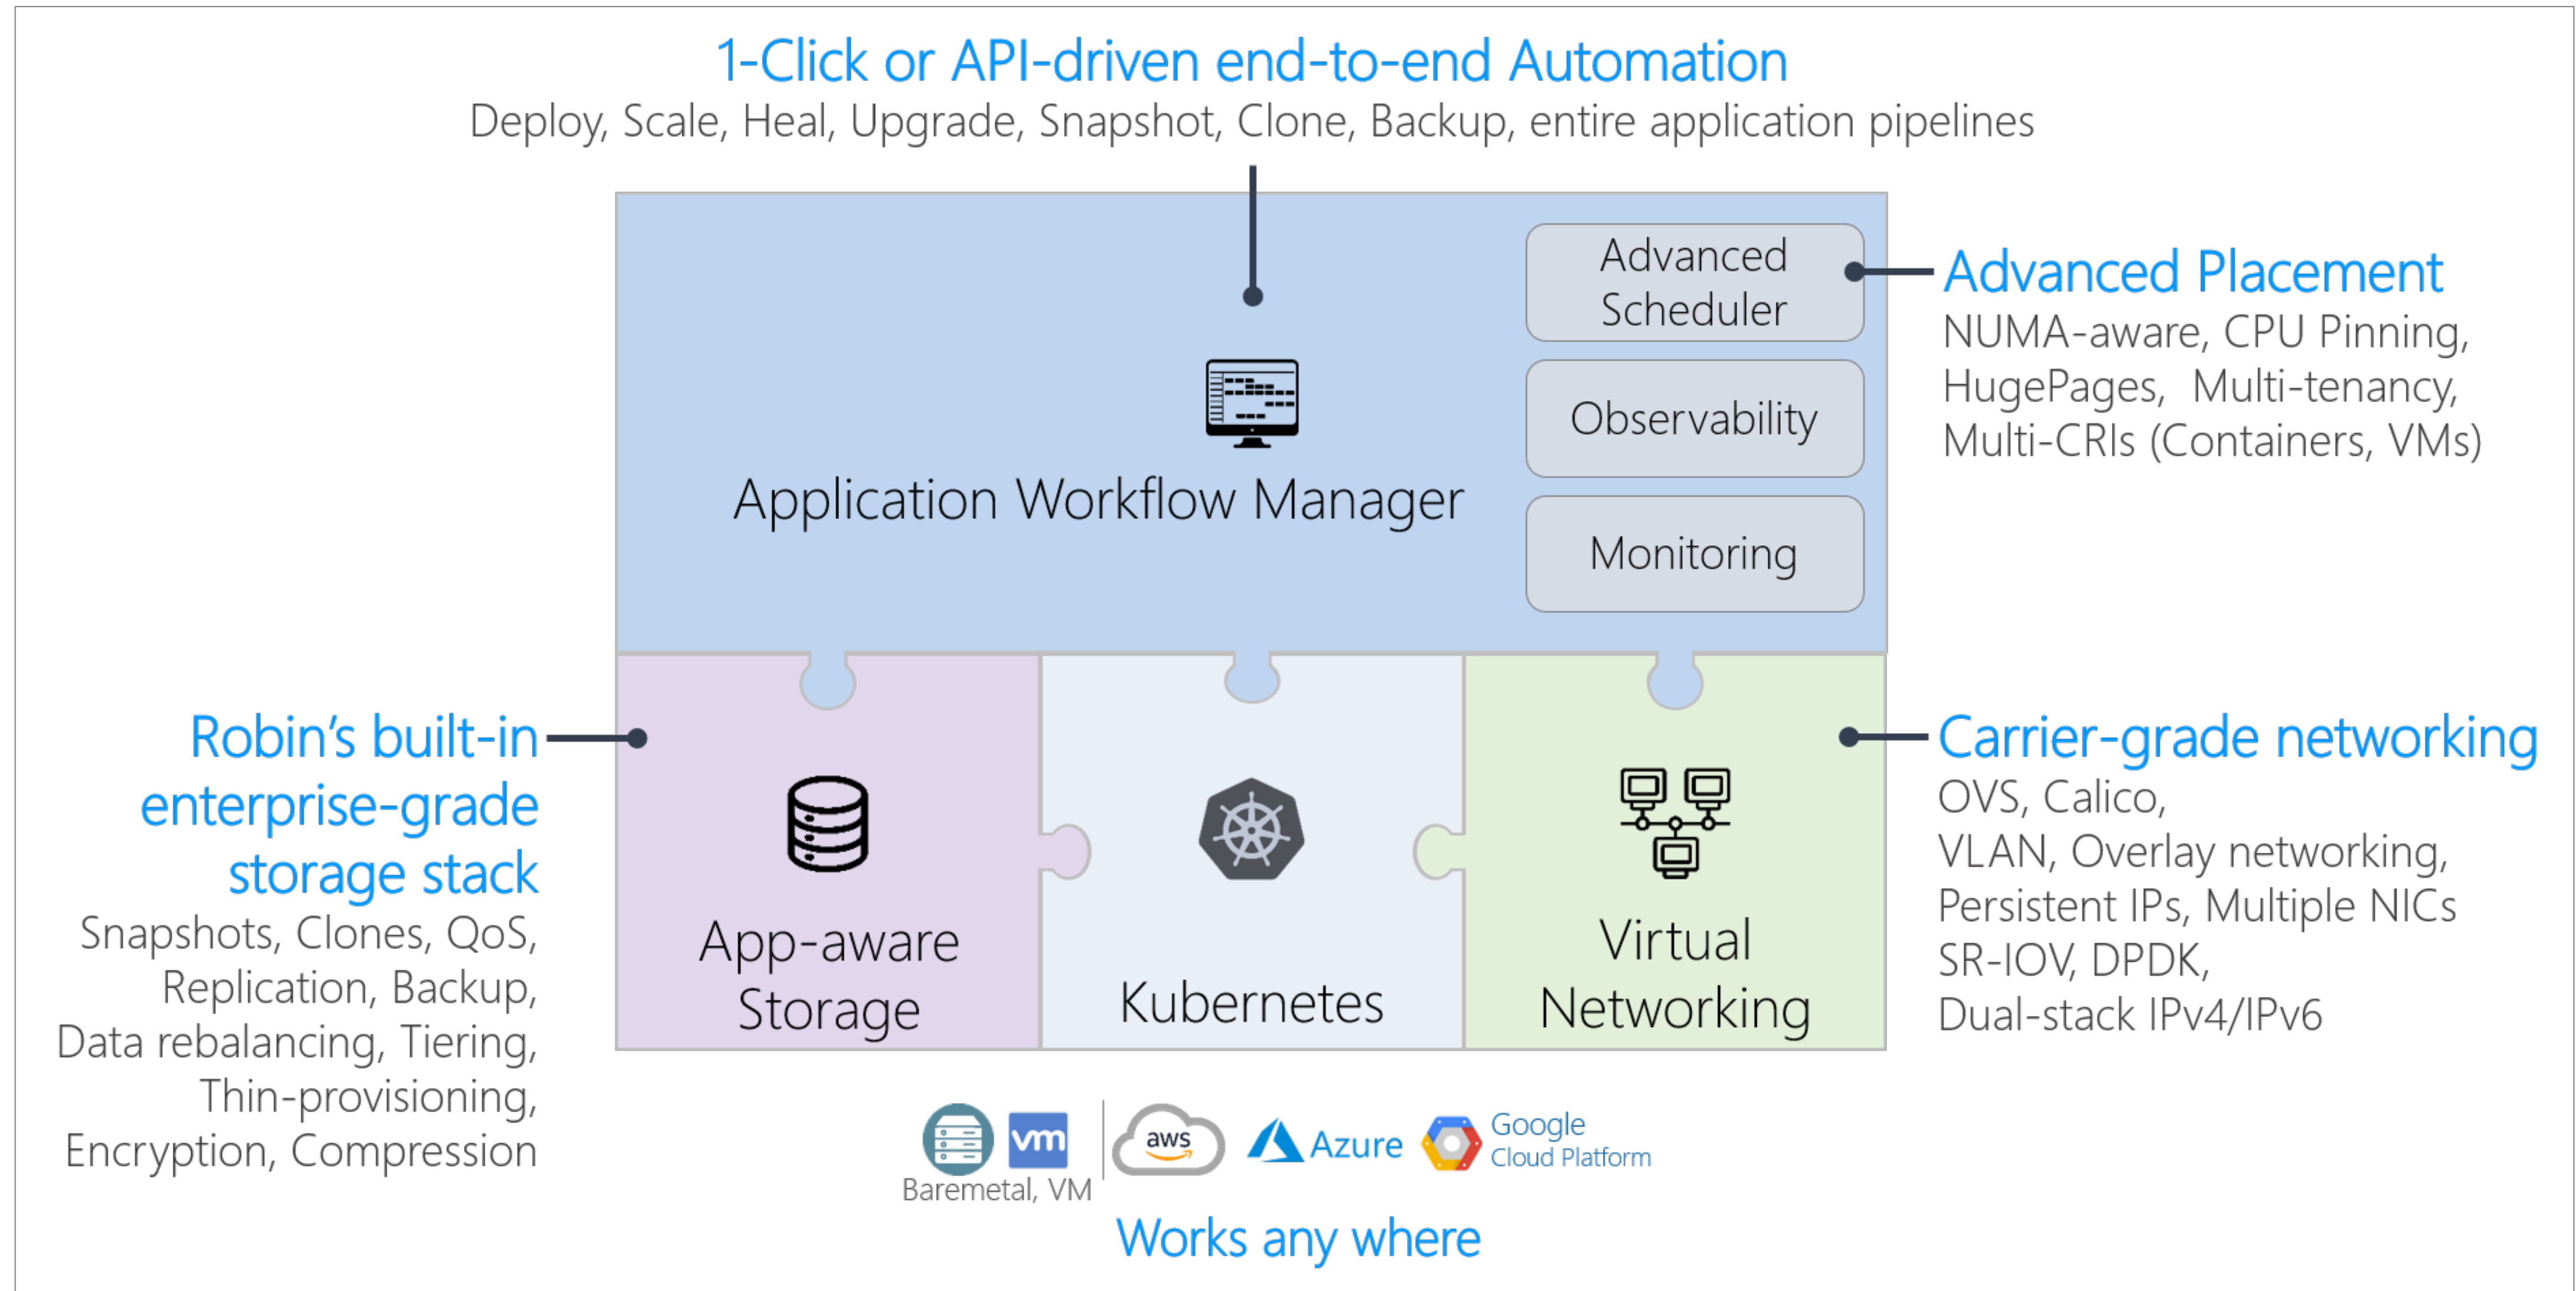 1-Click or API-driven end-to-end Automation
Deploy, Scale, Heal, Upgrade, Snapshot, Clone, Backup, entire application pipelines
Advanced
Scheduler
Observability
Monitoring
Application Workflow Manager
Advanced Placement
NUMA-aware, CPU Pinning,
HugePages, Multi-tenancy,
Multi-CRIs (Containers, VMs)
Robin's built-in
enterprise-grade
storage stack
Snapshots, Clones, QoS,
Replication, Backup,
Data rebalancing, Tiering,
Thin-provisioning,
Encryption, Compression
App-aware
Storage
Kubernetes
Virtual
Networking
Carrier-grade networking
OVS, Calico,
VLAN, Overlay networking,
Persistent IPs, Multiple NICs
SR-IOV, DPDK,
Dual-stack IPv4/IPv6
vm
Baremetal, VM
aws
Azure
Google
Cloud Platform
Works any where